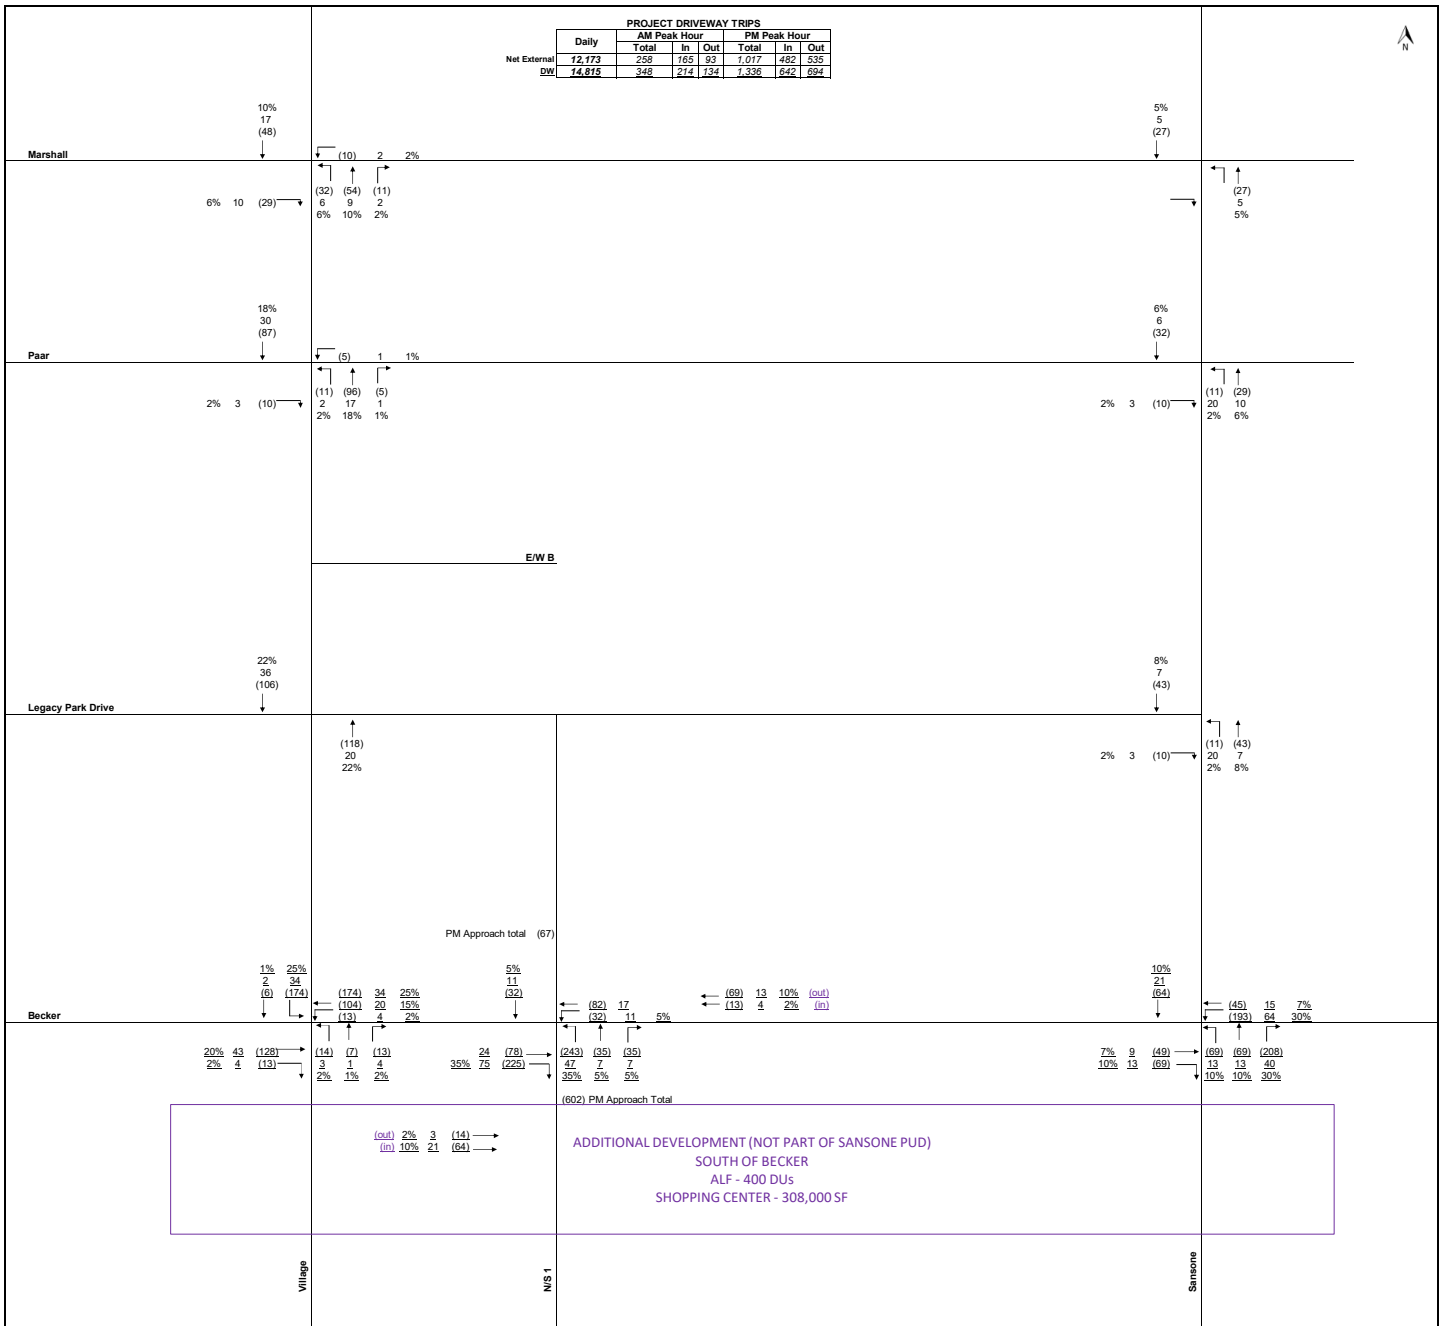 PROJECT DRIVEWAY TRIPS
Daily AM Peak Hour PM Peak Hour
Total In Out Total In Out
Net External 12,173 258 165 93 1,017 482 535
DW 14,815 348 214 134 1,336 642 694
N
10% 5%
17 5
(48) (27)
Marshall (10) 2 2%
(32) (54) (11) (27)
6% 10 (29) 6 9 2 5
6% 10% 2% 5%
18% 6%
30 6
(87) (32)
Paar (5) 1 1%
(11) (96) (5) (11) (29)
2% 3 (10) 2 17 1 2% 3 (10) 20 10
2% 18% 1% 2% 6%
E/W B
22% 8%
36 7
(106) (43)
Legacy Park Drive
(118) (11) (43)
20 2% 3 (10) 20 7
22% 2% 8%
PM Approach total (67)
1% 25% 5% 10%
2 34 11 21
(6) (174) (174) 34 25% (32) (69) 13 10% (out) (64)
(104) 20 15% (82) 17 (13) 4 2% (in) (45) 15 7%
Becker (13) 4 2% (32) 11 5% (193) 64 30%
20% 43 (128) (14) (7) (13) 24 (78) (243) (35) (35) 7% 9 (49) (69) (69) (208)
2% 4 (13) 3 1 4 35% 75 (225) 47 7 7 10% 13 (69) 13 13 40
2% 1% 2% 35% 5% 5% 10% 10% 30%
(602) PM Approach Total
(out) 2% 3 (14)
(in) 10% 21 (64)
ADDITIONAL DEVELOPMENT (NOT PART OF SANSONE PUD)
SOUTH OF BECKER
ALF - 400 DUs
SHOPPING CENTER - 308,000 SF
Village
N/S 1
Sansone